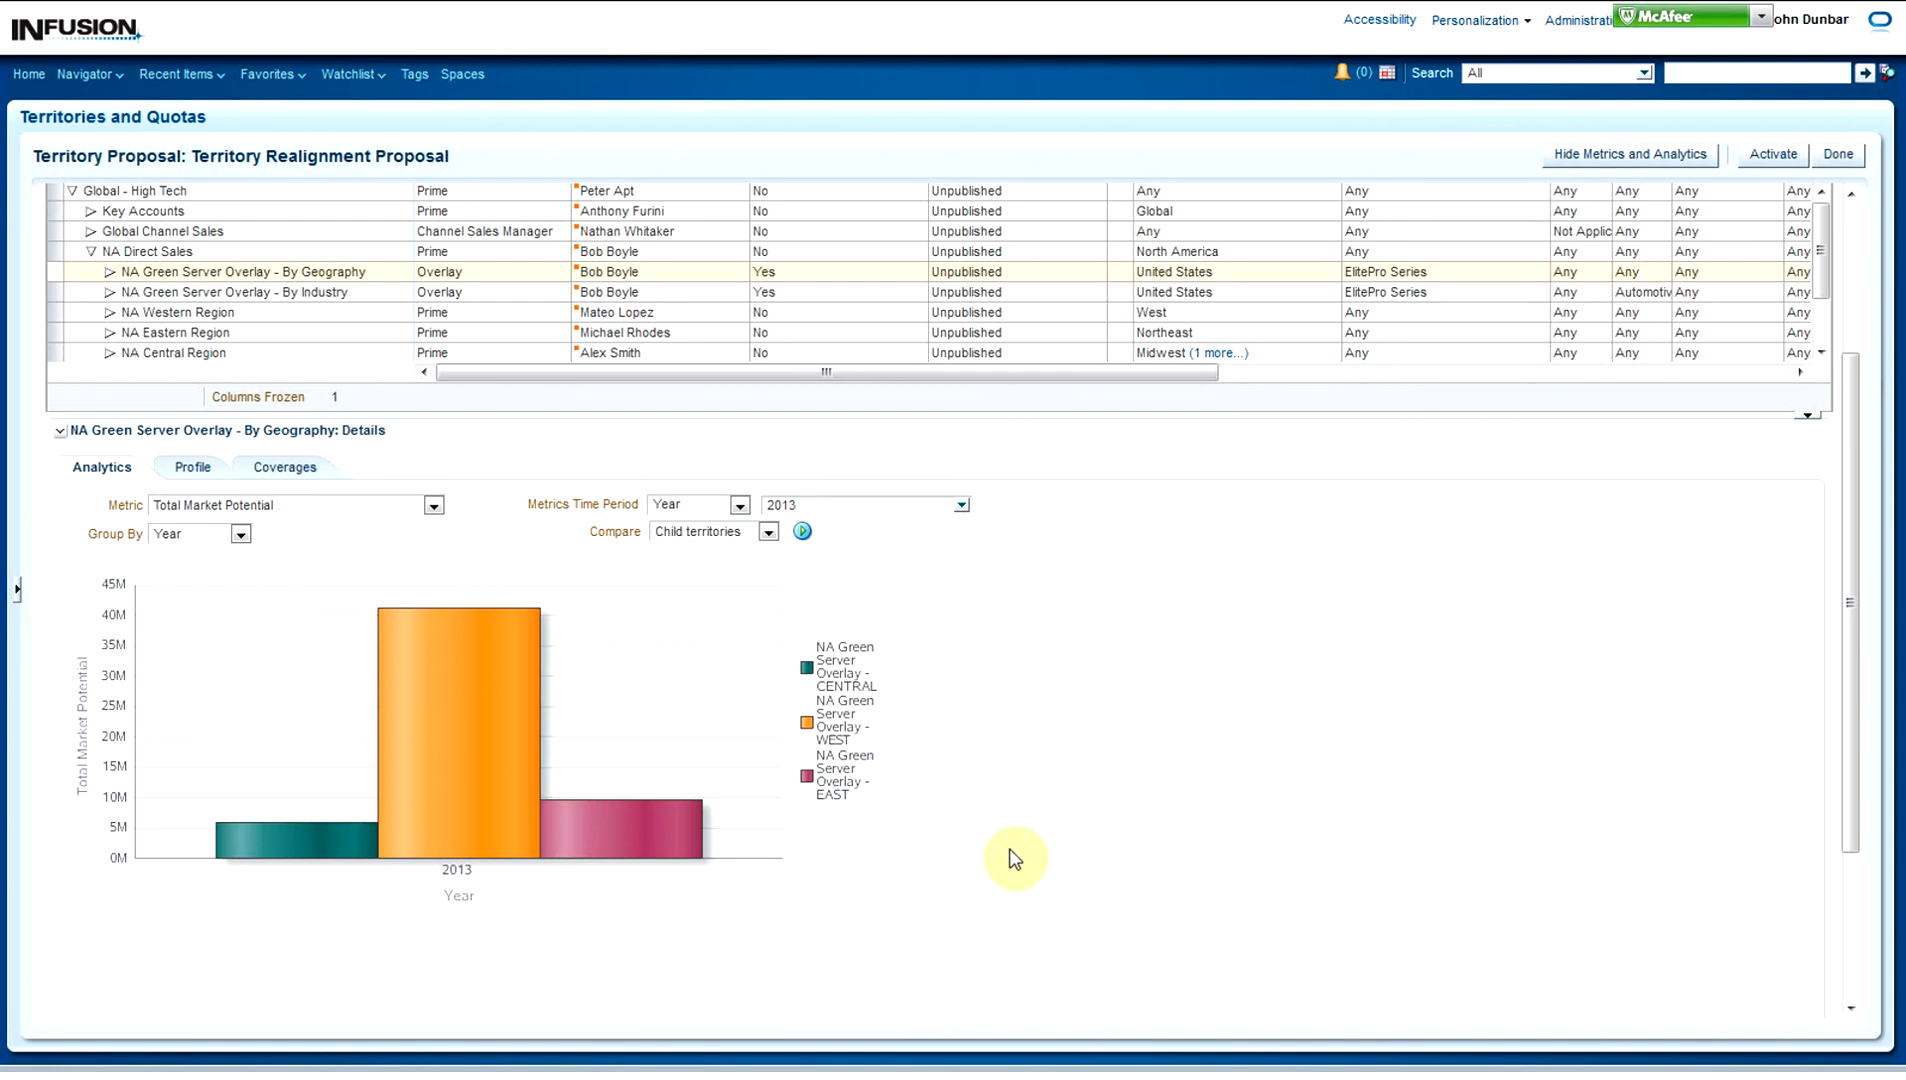 INFUSION
Accessibility Personalization Administrati McAfee ohn Dunbar
Home Navigator Recent Items Favorites Watchlist Tags Spaces (0) Search All
Territories and Quotas
Territory Proposal: Territory Realignment Proposal Hide Metrics and Analytics Activate Done
Global - High Tech Prime Peter Apt No Unpublished Any Any Any Any Any Any
Key Accounts Prime Anthony Furini No Unpublished Global Any Any Any Any Any
Global Channel Sales Channel Sales Manager Nathan Whitaker No Unpublished Any Any Not Applic Any Any Any
NA Direct Sales Prime Bob Boyle No Unpublished North America Any Any Any Any Any
NA Green Server Overlay - By Geography Overlay Bob Boyle Yes Unpublished United States ElitePro Series Any Any Any Any
NA Green Server Overlay - By Industry Overlay Bob Boyle Yes Unpublished United States ElitePro Series Any Automotiv Any Any
NA Western Region Prime Mateo Lopez No Unpublished West Any Any Any Any Any
NA Eastern Region Prime Michael Rhodes No Unpublished Northeast Any Any Any Any Any
NA Central Region Prime Alex Smith No Unpublished Midwest (1 more...) Any Any Any Any Any
Columns Frozen 1
NA Green Server Overlay - By Geography: Details
Analytics Profile Coverages
Metric Total Market Potential Metrics Time Period Year 2013
Group By Year Compare Child territories
45M
40M
35M
30M
25M
20M
15M
10M
5M
0M
Total Market Potential
2013
Year
NA Green
Server
Overlay -
CENTRAL
NA Green
Server
Overlay -
WEST
NA Green
Server
Overlay -
EAST